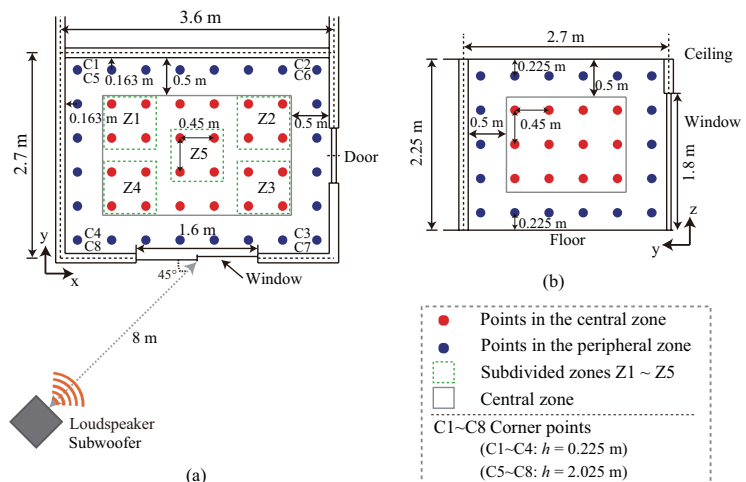 3.6 m
C1
C5
0.163 m
0.5 m
C2
C6
0.163 m
Z1
0.45 m
Z2
0.5 m
Z5
Door
2.7 m
Z4
Z3
C4
C8
1.6 m
C3
C7
y
x
45°
Window
8 m
Loudspeaker
Subwoofer
(a)
2.7 m
Ceiling
0.225 m
0.5 m
0.5 m
0.45 m
Window
2.25 m
1.8 m
0.225 m
Floor
z
y
(b)
Points in the central zone
Points in the peripheral zone
Subdivided zones Z1 ~ Z5
Central zone
C1~C8 Corner points
(C1~C4: h = 0.225 m)
(C5~C8: h = 2.025 m)